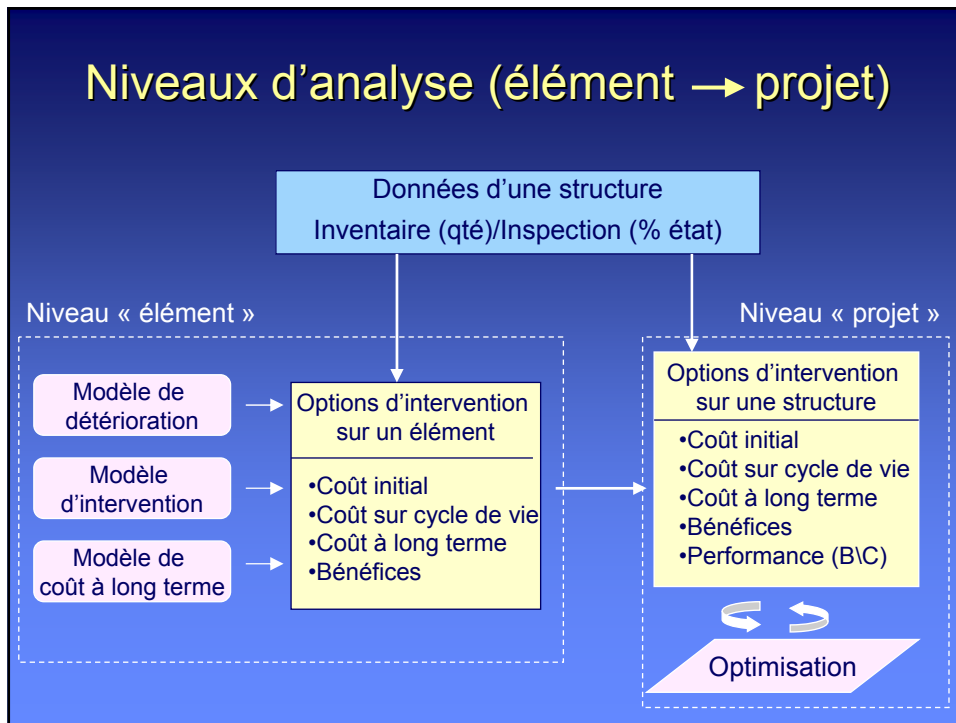 Niveaux d'analyse (élément → projet)
Données d'une structure
Inventaire (qté)/Inspection (% état)
Niveau « élément »
Niveau « projet »
Modèle de
détérioration
Modèle
d'intervention
Modèle de
coût à long terme
Options d'intervention
sur un élément
•Coût initial
•Coût sur cycle de vie
•Coût à long terme
•Bénéfices
Options d'intervention
sur une structure
•Coût initial
•Coût sur cycle de vie
•Coût à long terme
•Bénéfices
•Performance (B\C)
Optimisation